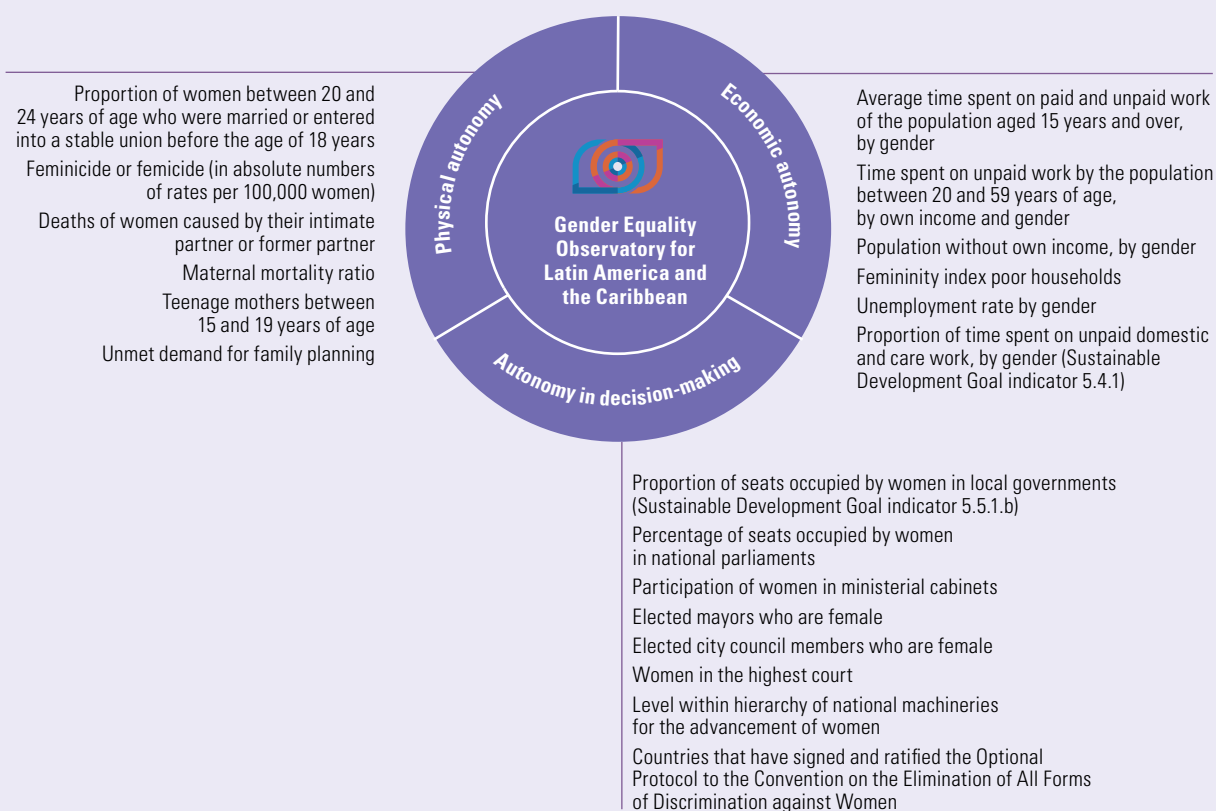 Physical autonomy
Economic autonomy
Autonomy in decision-making
Gender Equality
Observatory for
Latin America and
the Caribbean
Proportion of women between 20 and
24 years of age who were married or entered
into a stable union before the age of 18 years
Feminicide or femicide (in absolute numbers
of rates per 100,000 women)
Deaths of women caused by their intimate
partner or former partner
Maternal mortality ratio
Teenage mothers between
15 and 19 years of age
Unmet demand for family planning
Average time spent on paid and unpaid work
of the population aged 15 years and over,
by gender
Time spent on unpaid work by the population
between 20 and 59 years of age,
by own income and gender
Population without own income, by gender
Femininity index poor households
Unemployment rate by gender
Proportion of time spent on unpaid domestic
and care work, by gender (Sustainable
Development Goal indicator 5.4.1)
Proportion of seats occupied by women in local governments
(Sustainable Development Goal indicator 5.5.1.b)
Percentage of seats occupied by women
in national parliaments
Participation of women in ministerial cabinets
Elected mayors who are female
Elected city council members who are female
Women in the highest court
Level within hierarchy of national machineries
for the advancement of women
Countries that have signed and ratified the Optional
Protocol to the Convention on the Elimination of All Forms
of Discrimination against Women